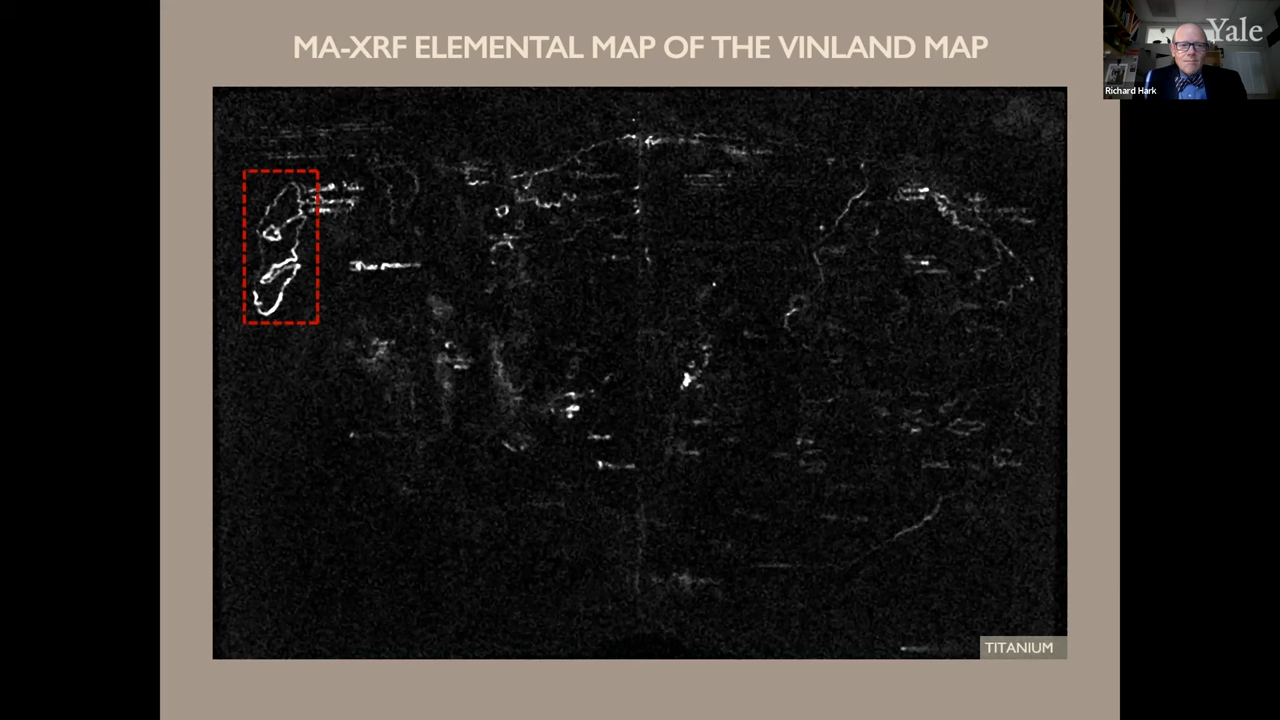 MA-XRF ELEMENTAL MAP OF THE VINLAND MAP
Yale
Richard Hark
TITANIUM